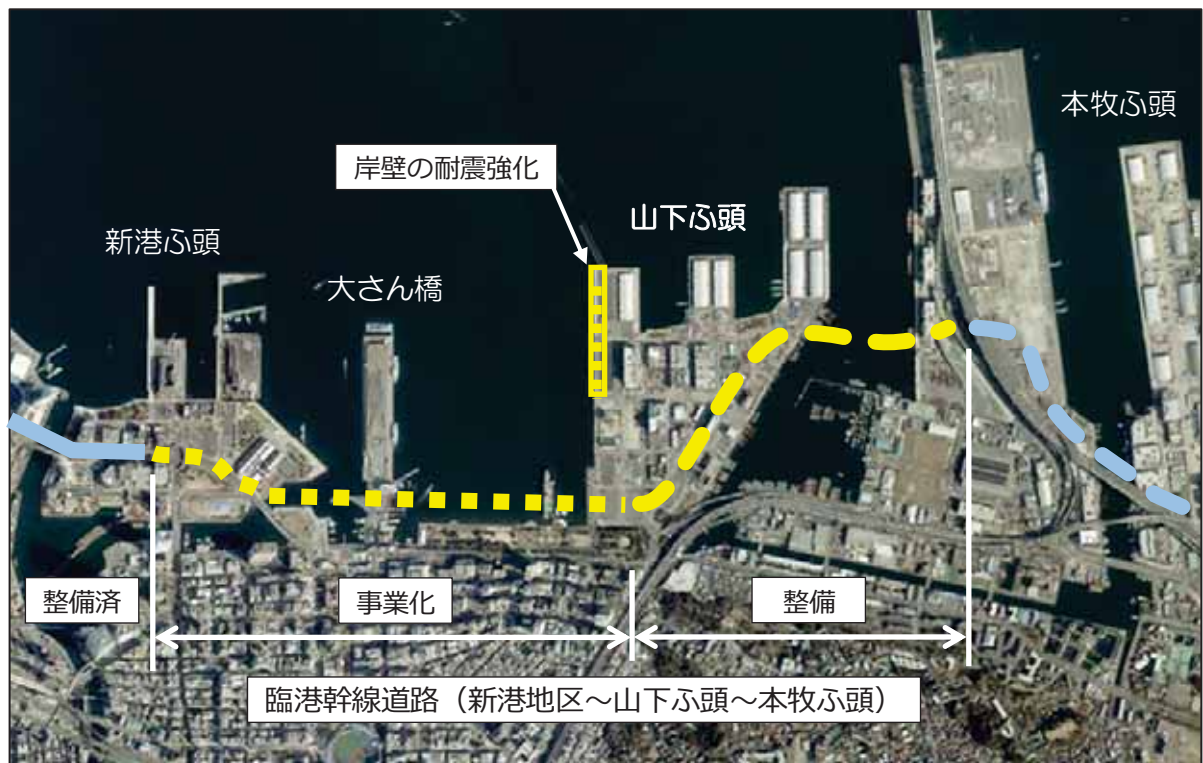 本牧ふ頭
岸壁の耐震強化
山下ふ頭
新港ふ頭
大さん橋
整備済
事業化
整備
臨港幹線道路（新港地区～山下ふ頭～本牧ふ頭）